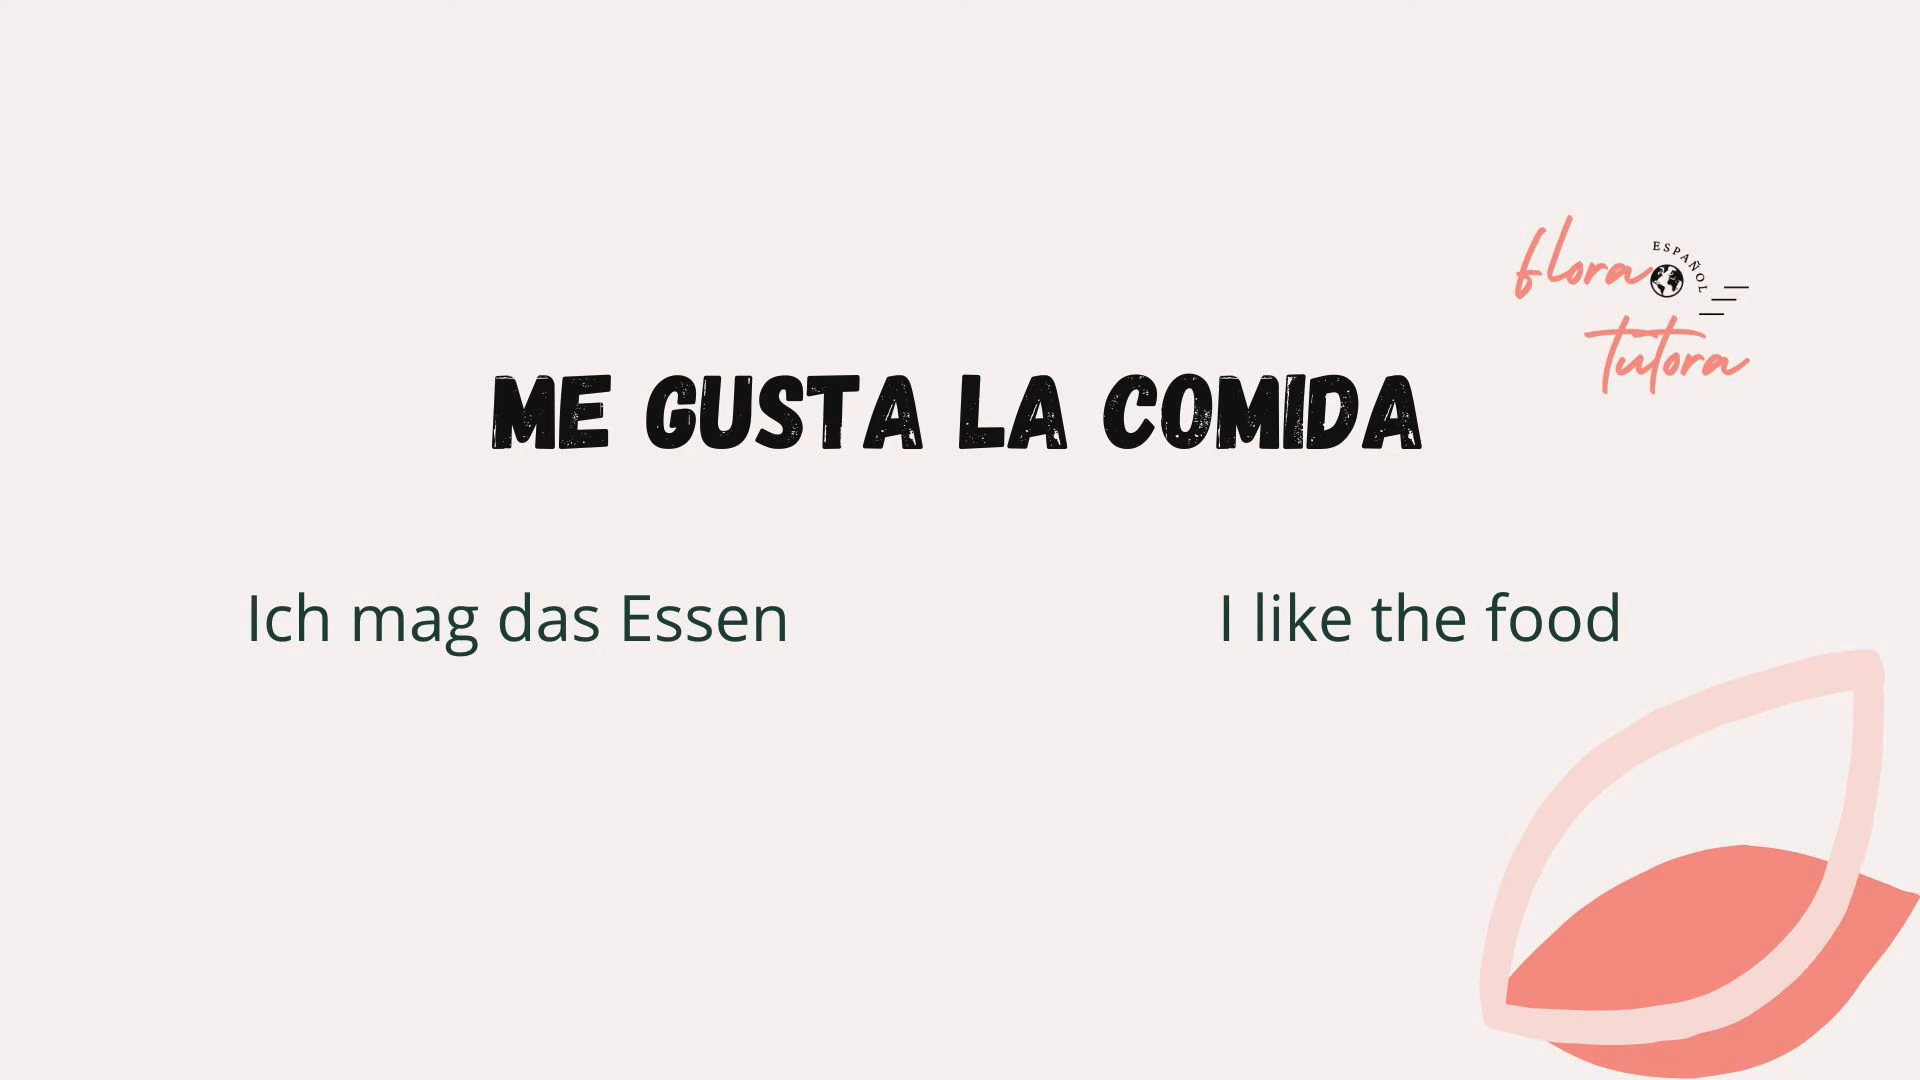 flora
ESPAÑOL
tutora
ME GUSTA LA COMIDA
Ich mag das Essen
I like the food